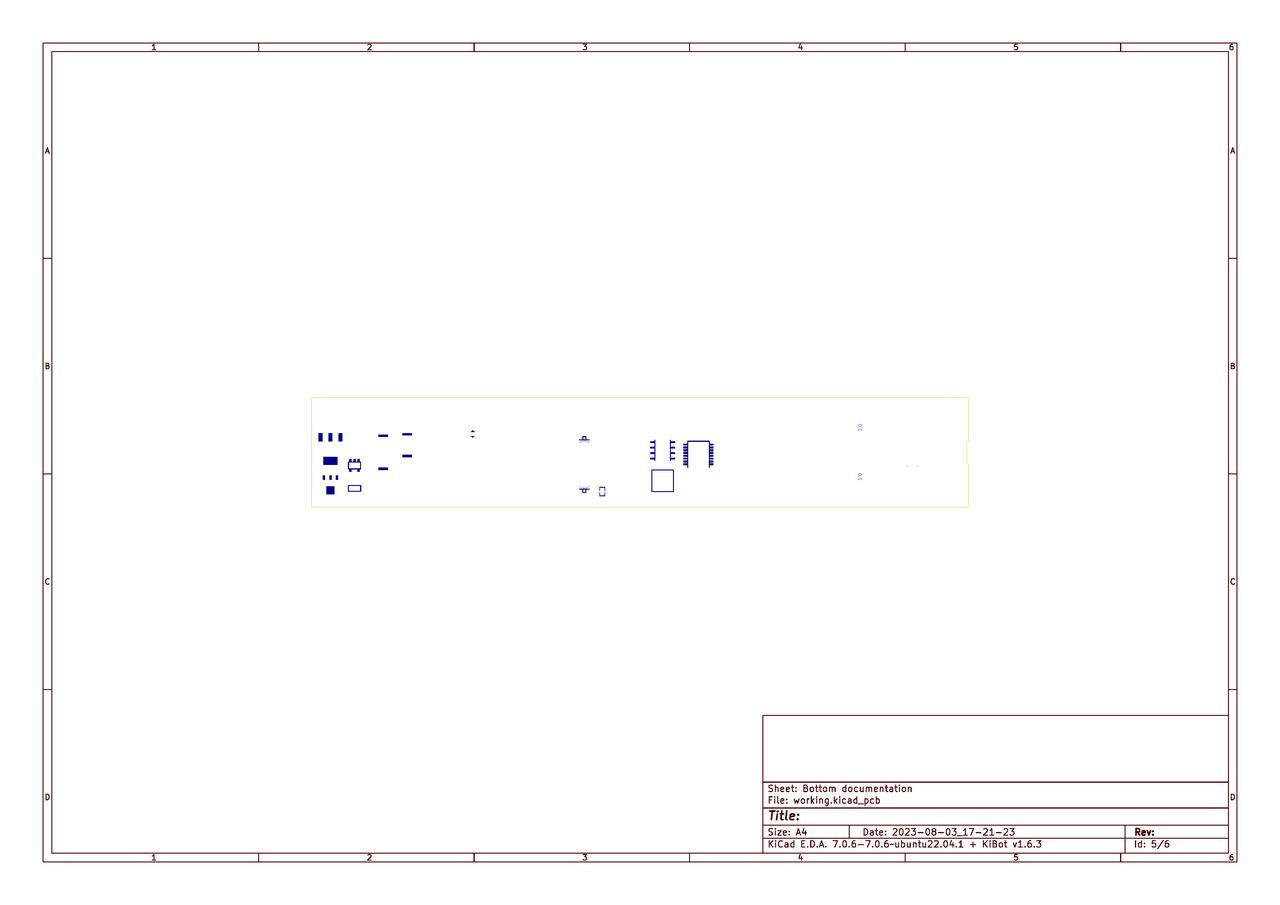 1 2 3 4 5 6
A A
B B
C C
Sheet: Bottom documentation
File: working.kicad_pcb
D D
Title:
Size: A4 Date: 2023-08-03_17-21-23 Rev:
KiCad E.D.A. 7.0.6-7.0.6~ubuntu22.04.1 + KiBot v1.6.3 Id: 5/6
1 2 3 4 5 6